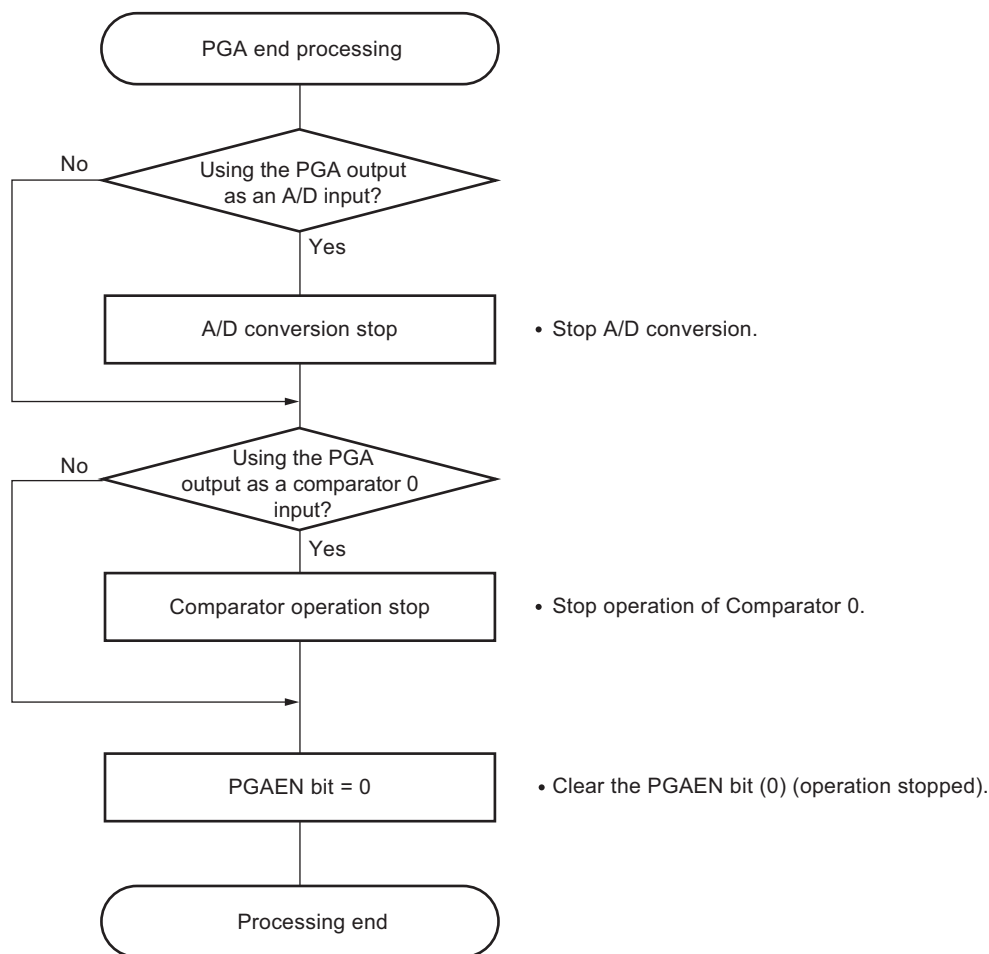 PGA end processing
No
Using the PGA output
as an A/D input?
Yes
A/D conversion stop
• Stop A/D conversion.
No
Using the PGA
output as a comparator 0
input?
Yes
Comparator operation stop
• Stop operation of Comparator 0.
PGAEN bit = 0
• Clear the PGAEN bit (0) (operation stopped).
Processing end